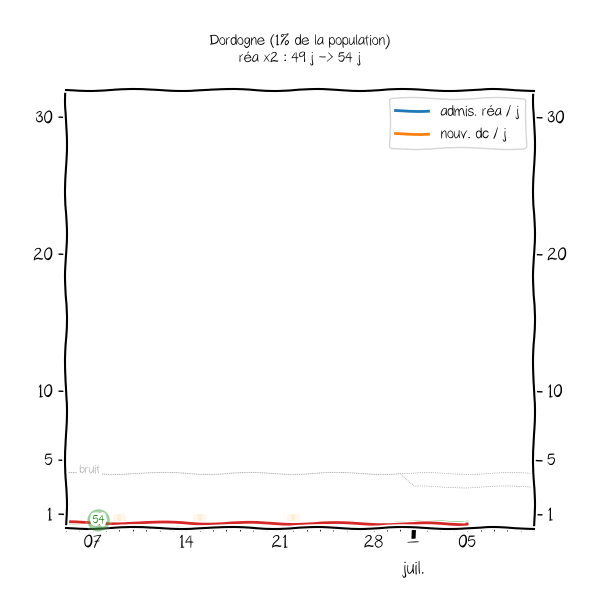 Dordogne (1% de la population)
réa x2 : 49 j -> 54 j
admis. réa / j
nouv. dc / j
30
30
20
20
10
10
5
5
bruit
1
1
54
07
14
21
28
05
juil.